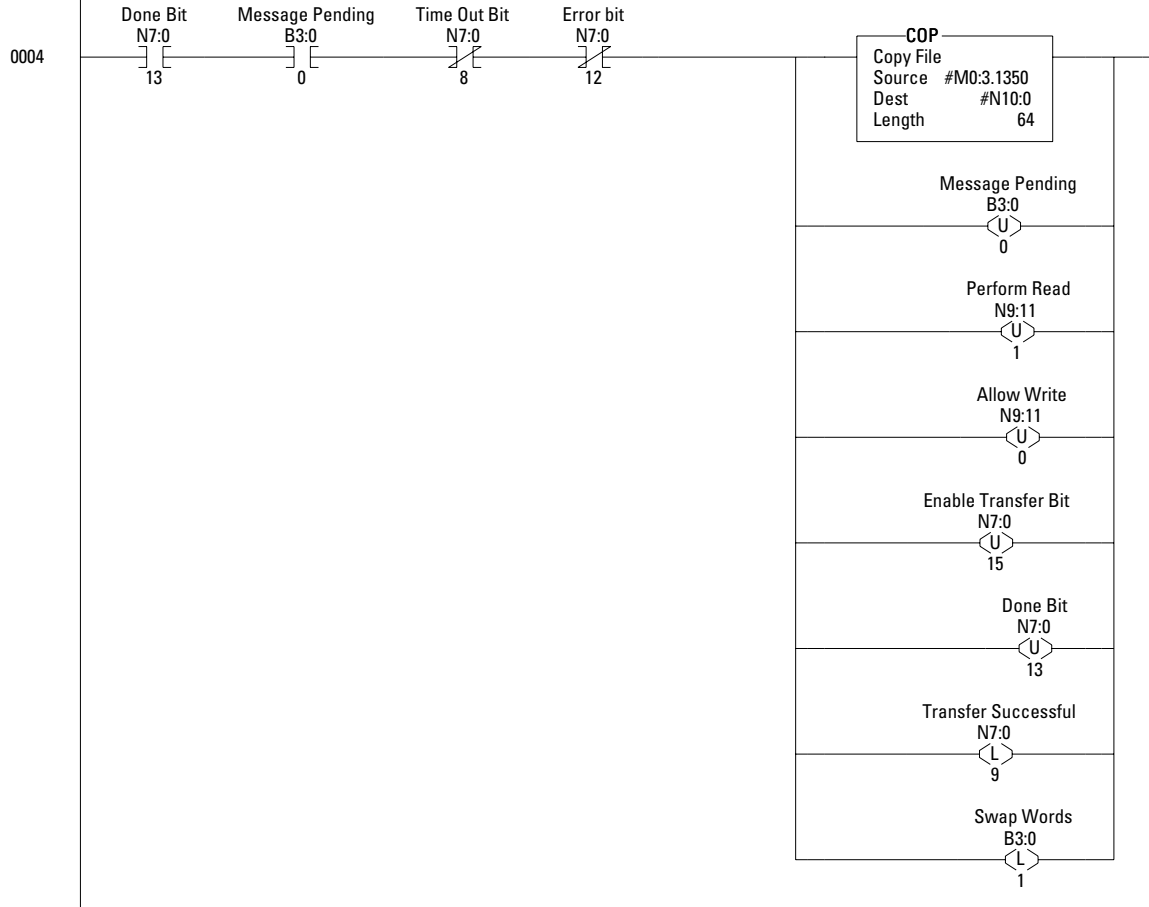 Done Bit Message Pending Time Out Bit Error bit
N7:0 B3:0 N7:0 N7:0
0004
13 0 8 12
COP
Copy File
Source #M0:3.1350
Dest #N10:0
Length 64
Message Pending
B3:0
U
0
Perform Read
N9:11
U
1
Allow Write
N9:11
U
0
Enable Transfer Bit
N7:0
U
15
Done Bit
N7:0
U
13
Transfer Successful
N7:0
L
9
Swap Words
B3:0
L
1